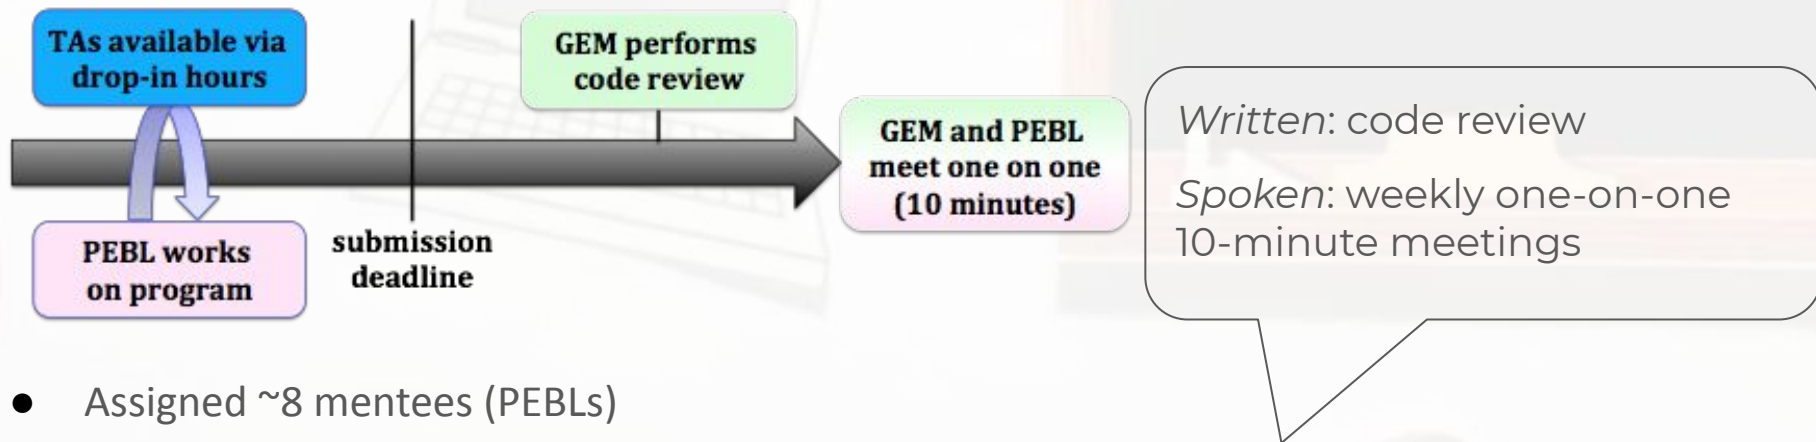 TAs available via
drop-in hours
GEM performs
code review
GEM and PEBL
meet one on one
(10 minutes)
PEBL works
on program
submission
deadline
Written: code review
Spoken: weekly one-on-one
10-minute meetings
● Assigned ~8 mentees (PEBLs)